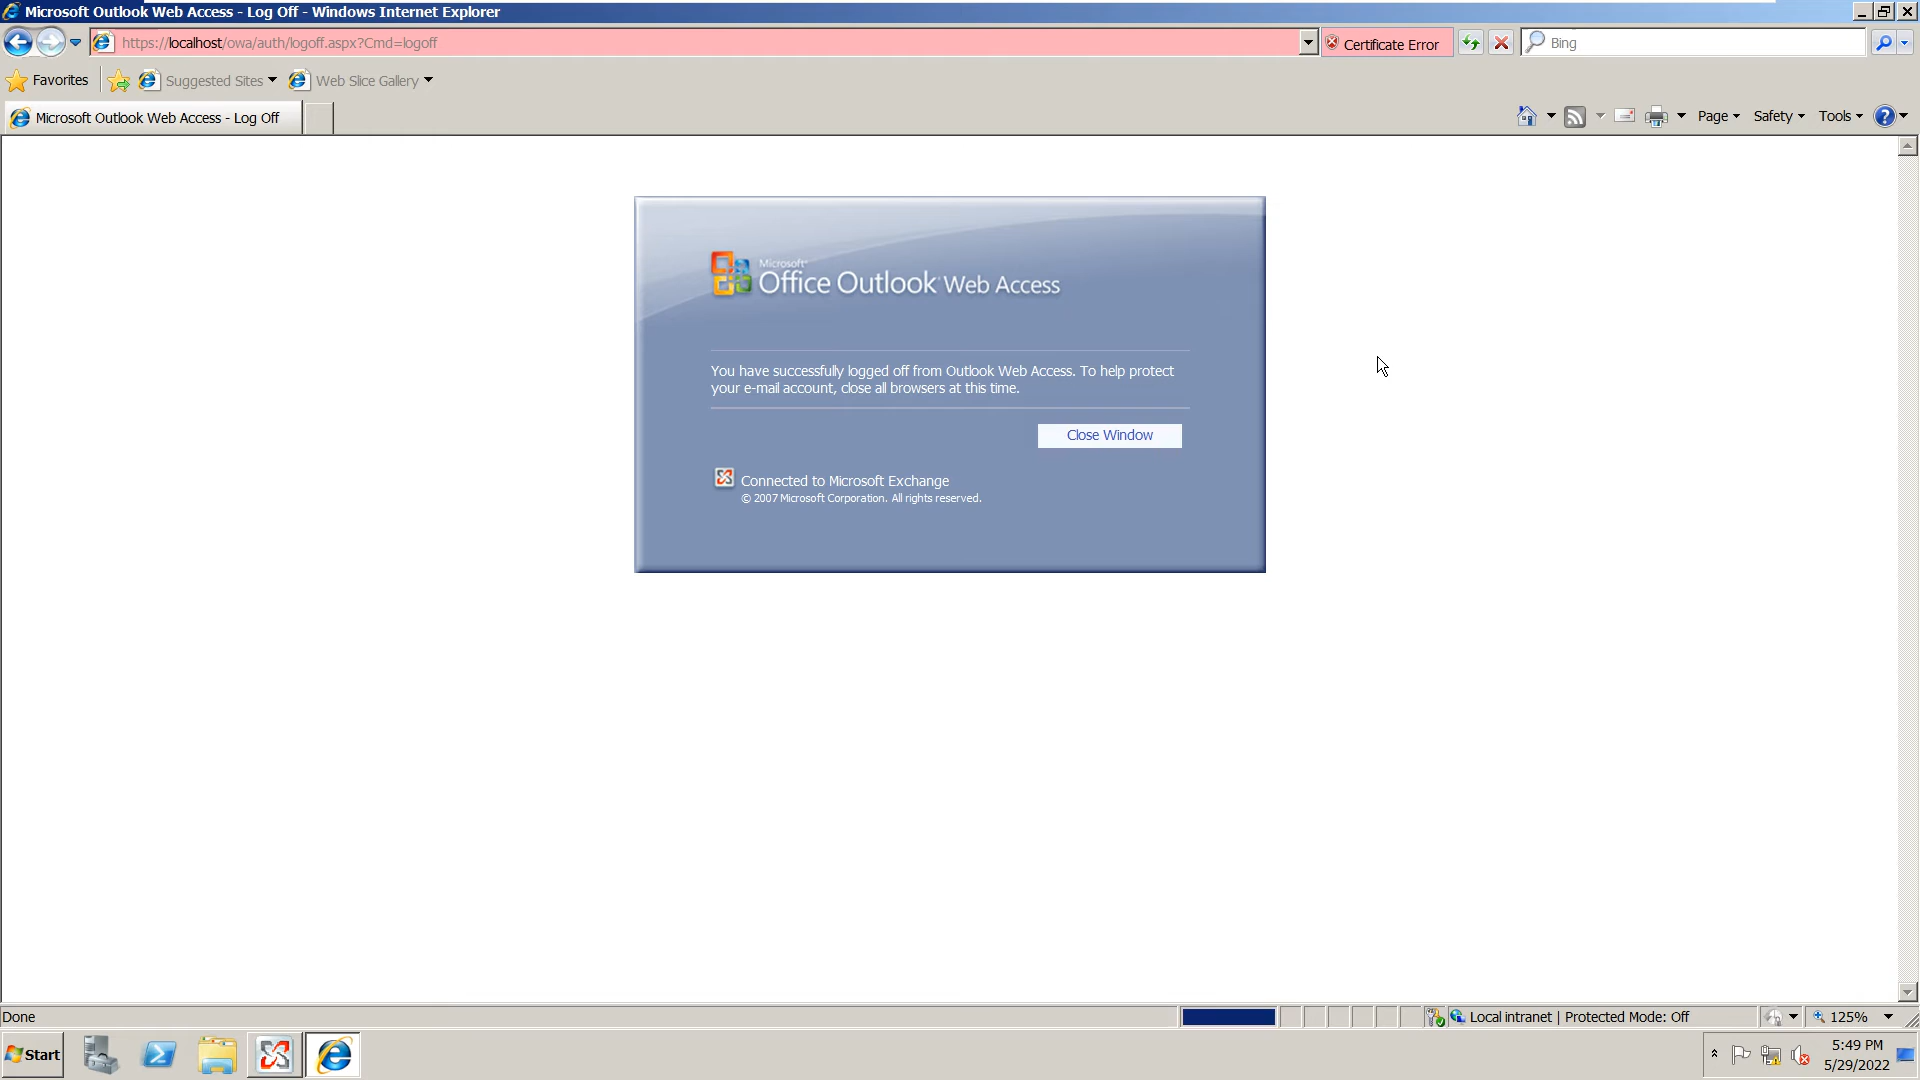 Microsoft Outlook Web Access - Log Off - Windows Internet Explorer
https://localhost/owa/auth/logoff.aspx?Cmd=logoff
Certificate Error
Bing
Favorites
Suggested Sites
Web Slice Gallery
Microsoft Outlook Web Access - Log Off
Page
Safety
Tools
Microsoft®
Office Outlook® Web Access
You have successfully logged off from Outlook Web Access. To help protect
your e-mail account, close all browsers at this time.
Close Window
Connected to Microsoft Exchange
© 2007 Microsoft Corporation. All rights reserved.
Done
Local intranet | Protected Mode: Off
125%
Start
5:49 PM
5/29/2022